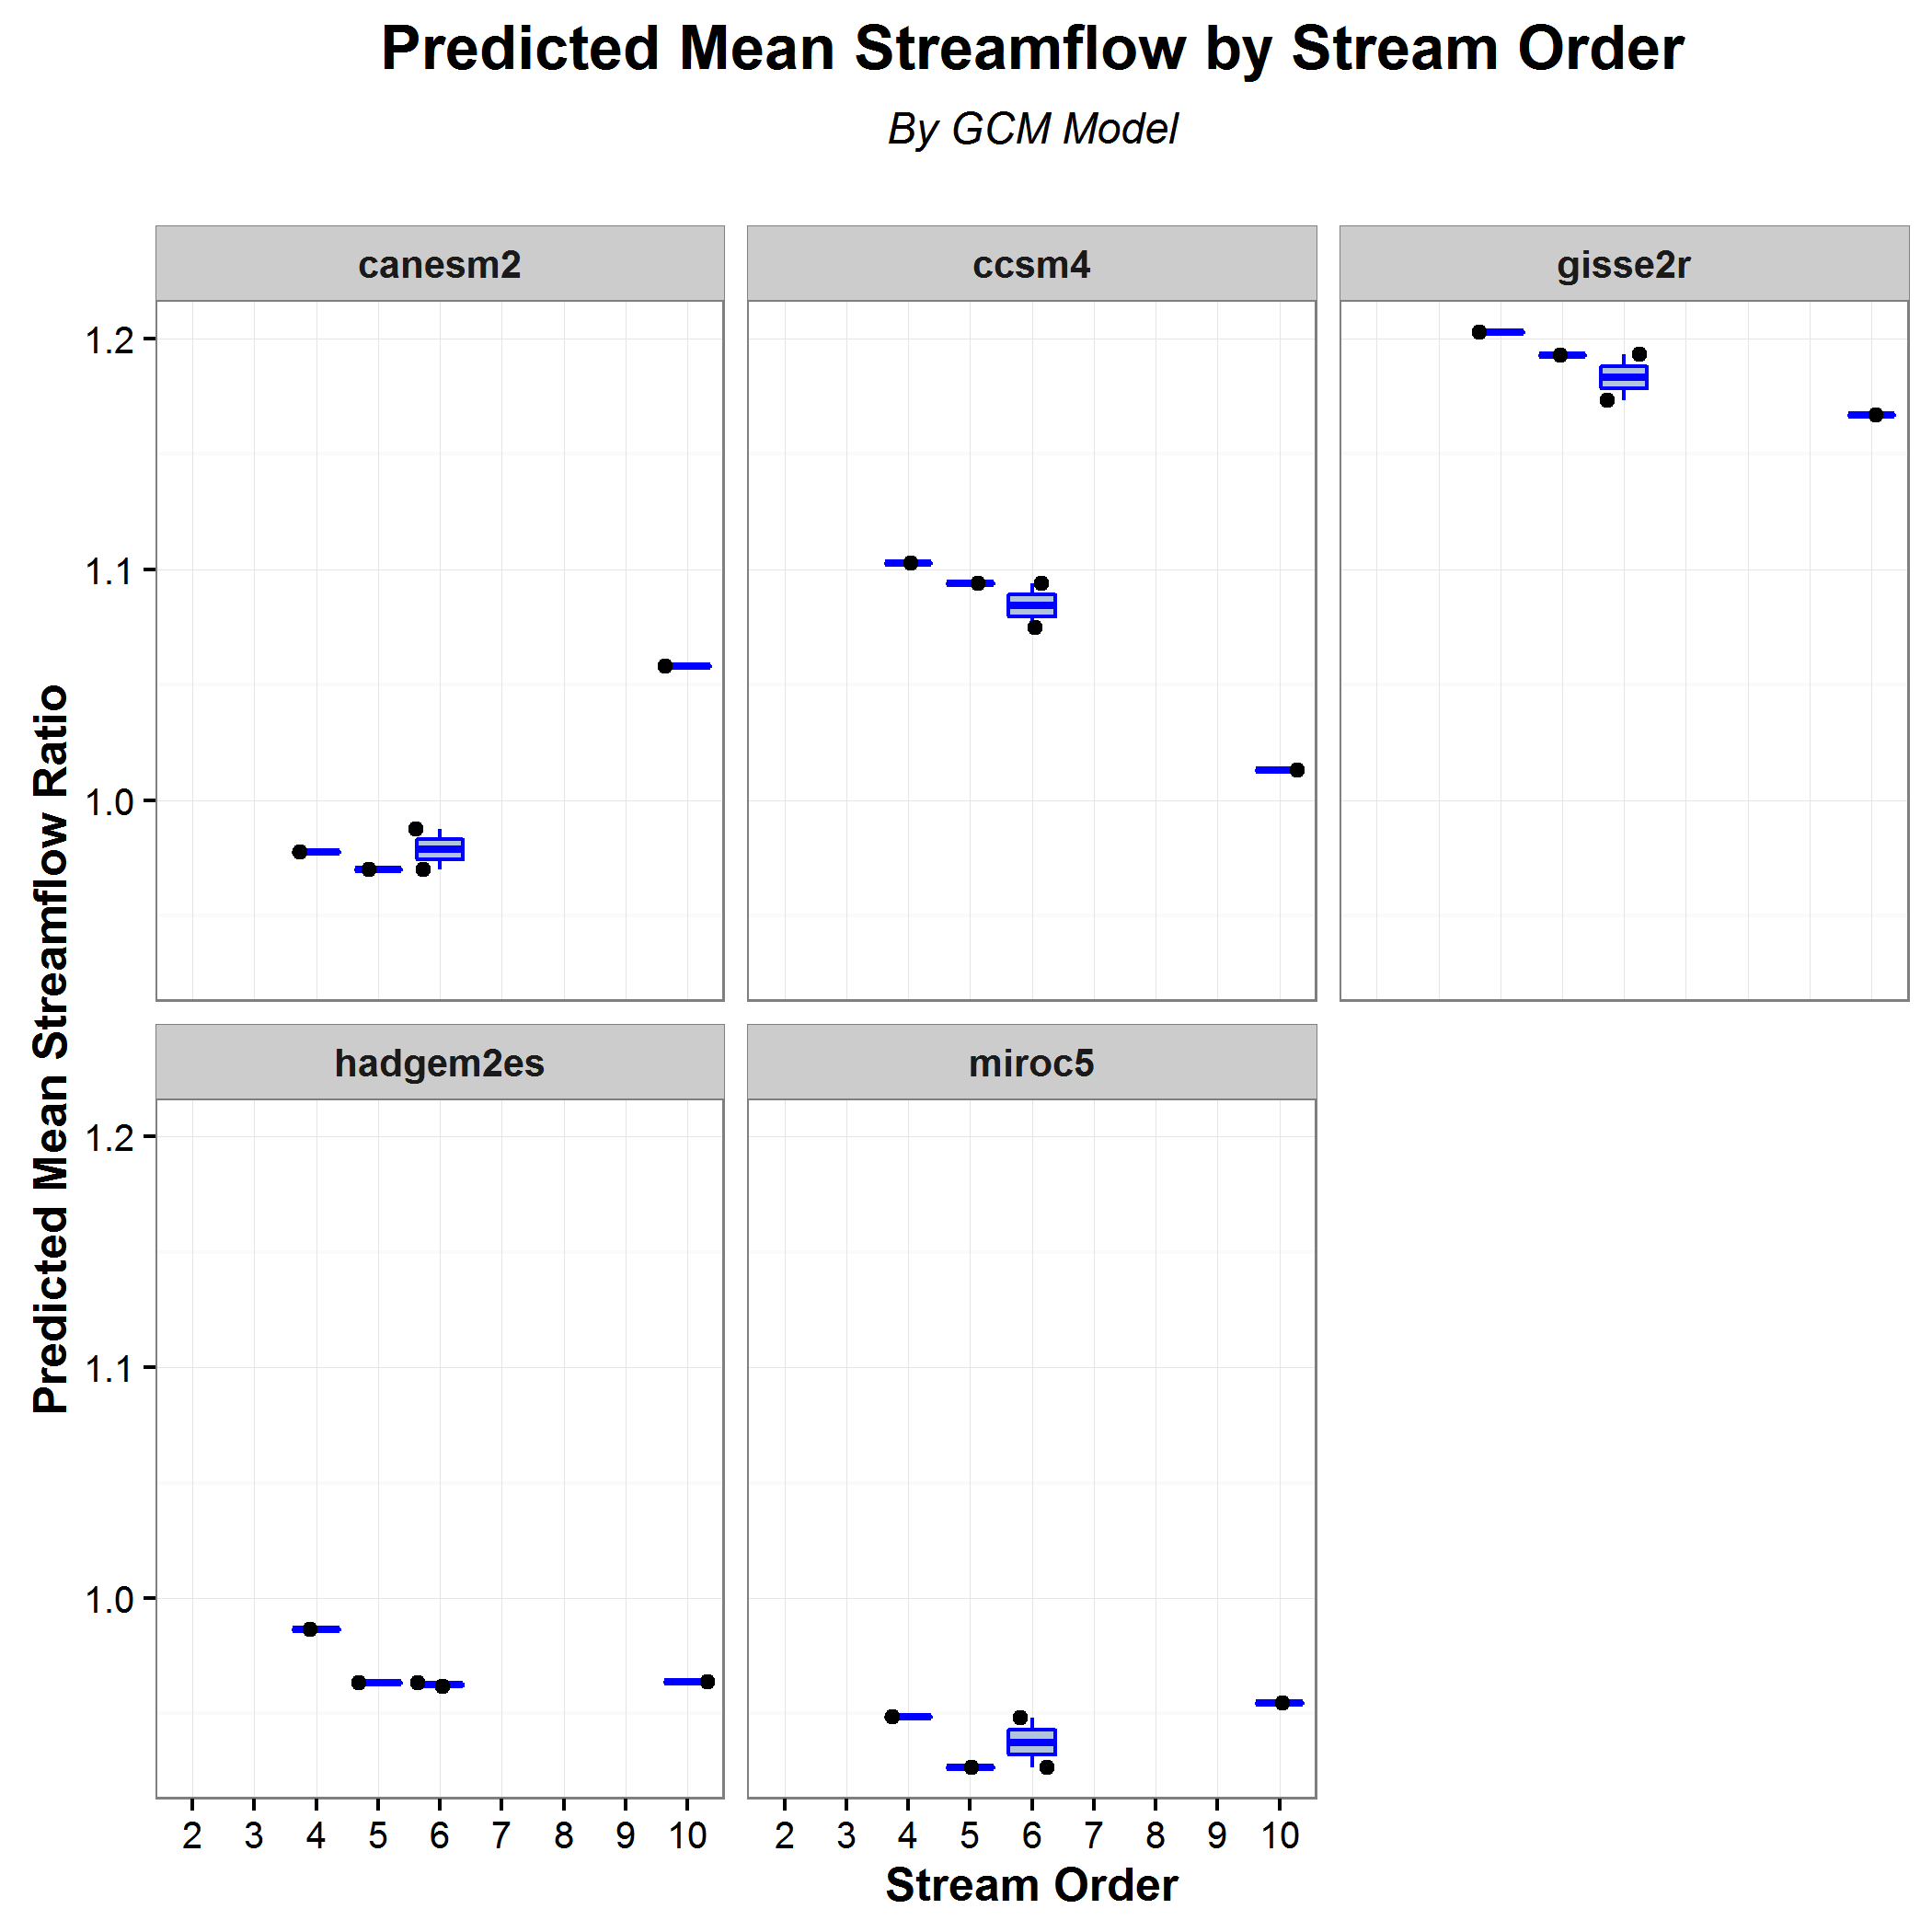 Predicted Mean Streamflow by Stream Order
By GCM Model
canesm2
ccsm4
gisse2r
1.2
1.1
1.0
Predicted Mean Streamflow Ratio
hadgem2es
miroc5
1.2
1.1
1.0
2 3 4 5 6 7 8 9 10
2 3 4 5 6 7 8 9 10
Stream Order